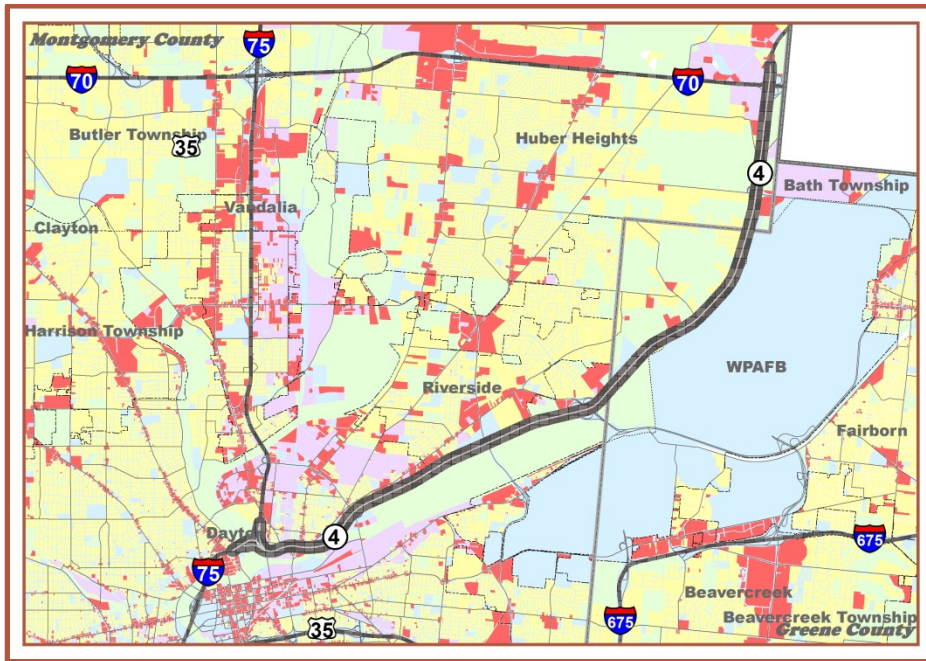 Montgomery County
75
70
70
Butler Township
35
Huber Heights
4
Bath Township
Vandalia
Clayton
Harrison Township
WPAFB
Riverside
Fairborn
Dayton
4
675
75
Beavercreek
35
675
Beavercreek Township
Greene County